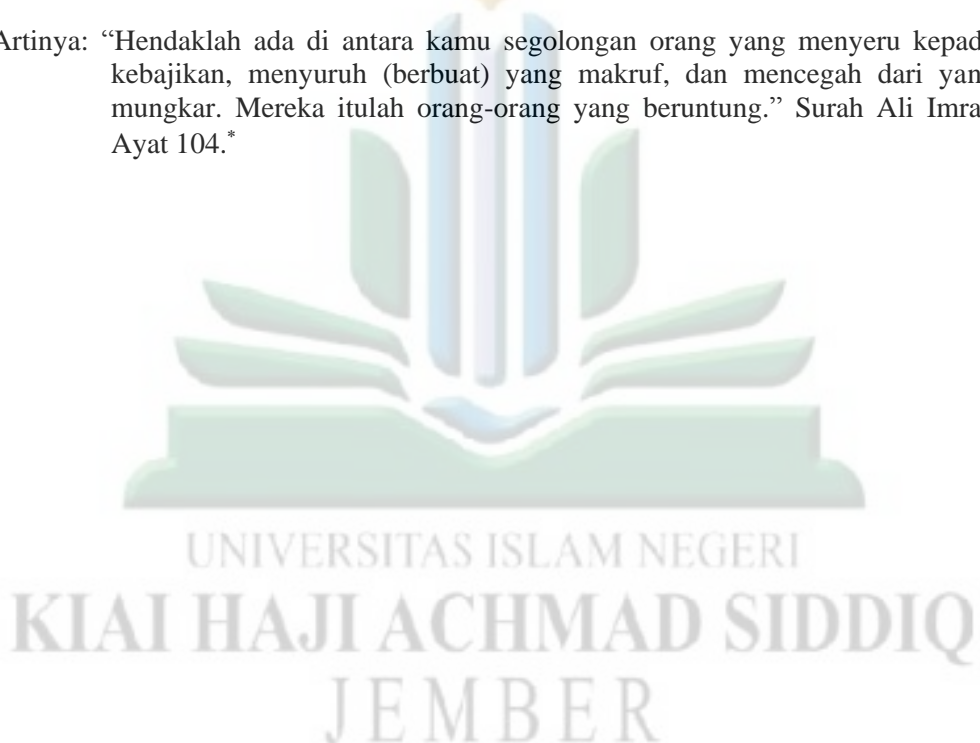 Artinya: “Hendaklah ada di antara kamu segolongan orang yang menyeru kepad
kebajikan, menyuruh (berbuat) yang makruf, dan mencegah dari yan
mungkar. Mereka itulah orang-orang yang beruntung.” Surah Ali Imra
Ayat 104.*
UNIVERSITAS ISLAM NEGERI
KIAI HAJI ACHMAD SIDDIQ
JEMBER